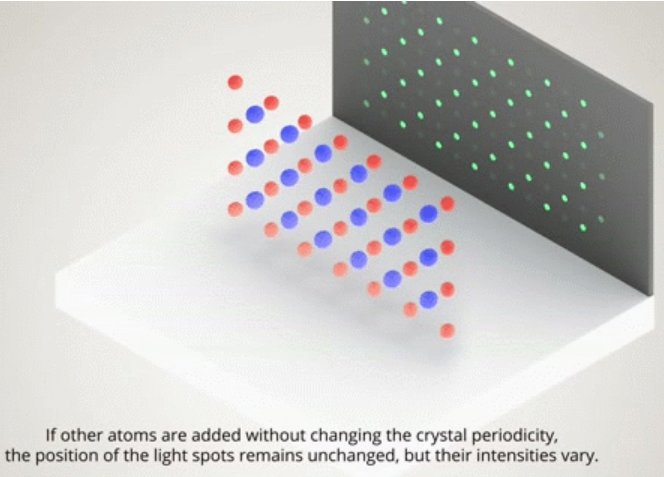 If other atoms are added without changing the crystal periodicity,
the position of the light spots remains unchanged, but their intensities vary.